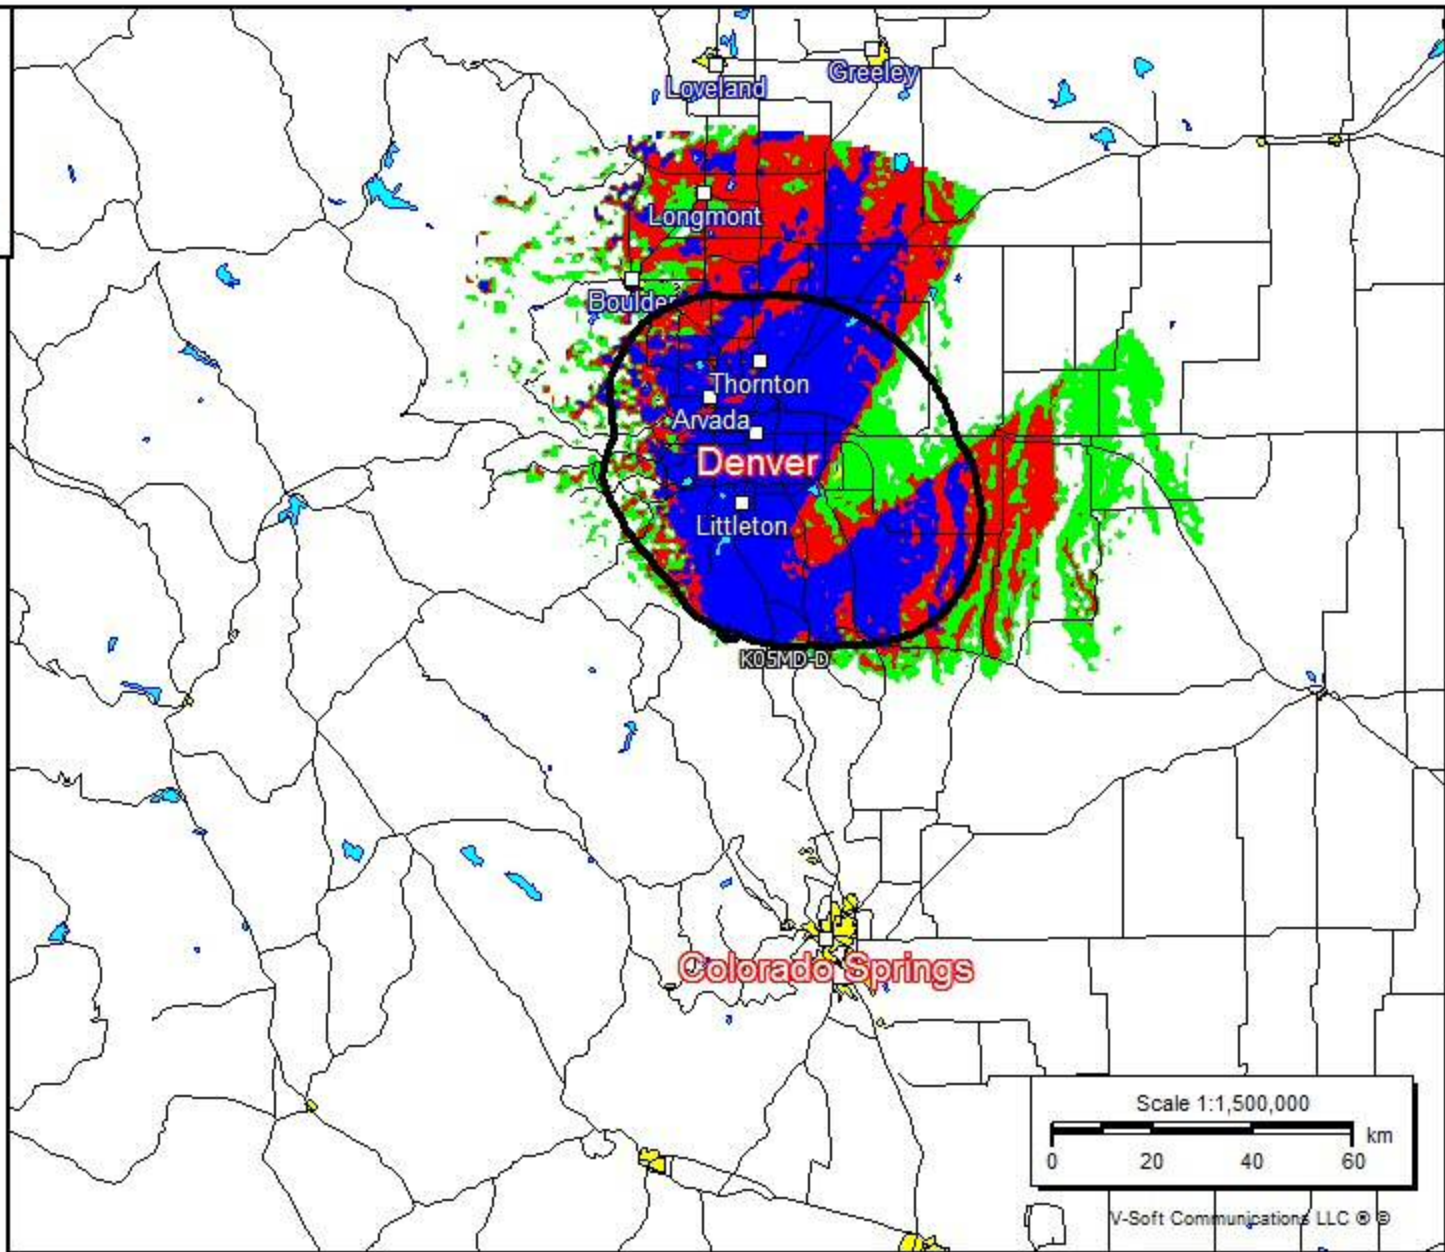 Greeley
Loveland
Longmont
Boulder
Thornton
Arvada
Denver
Littleton
K05MD-D
Colorado Springs
Scale 1:1,500,000
km
0 20 40 60
V-Soft Communications LLC ® ©